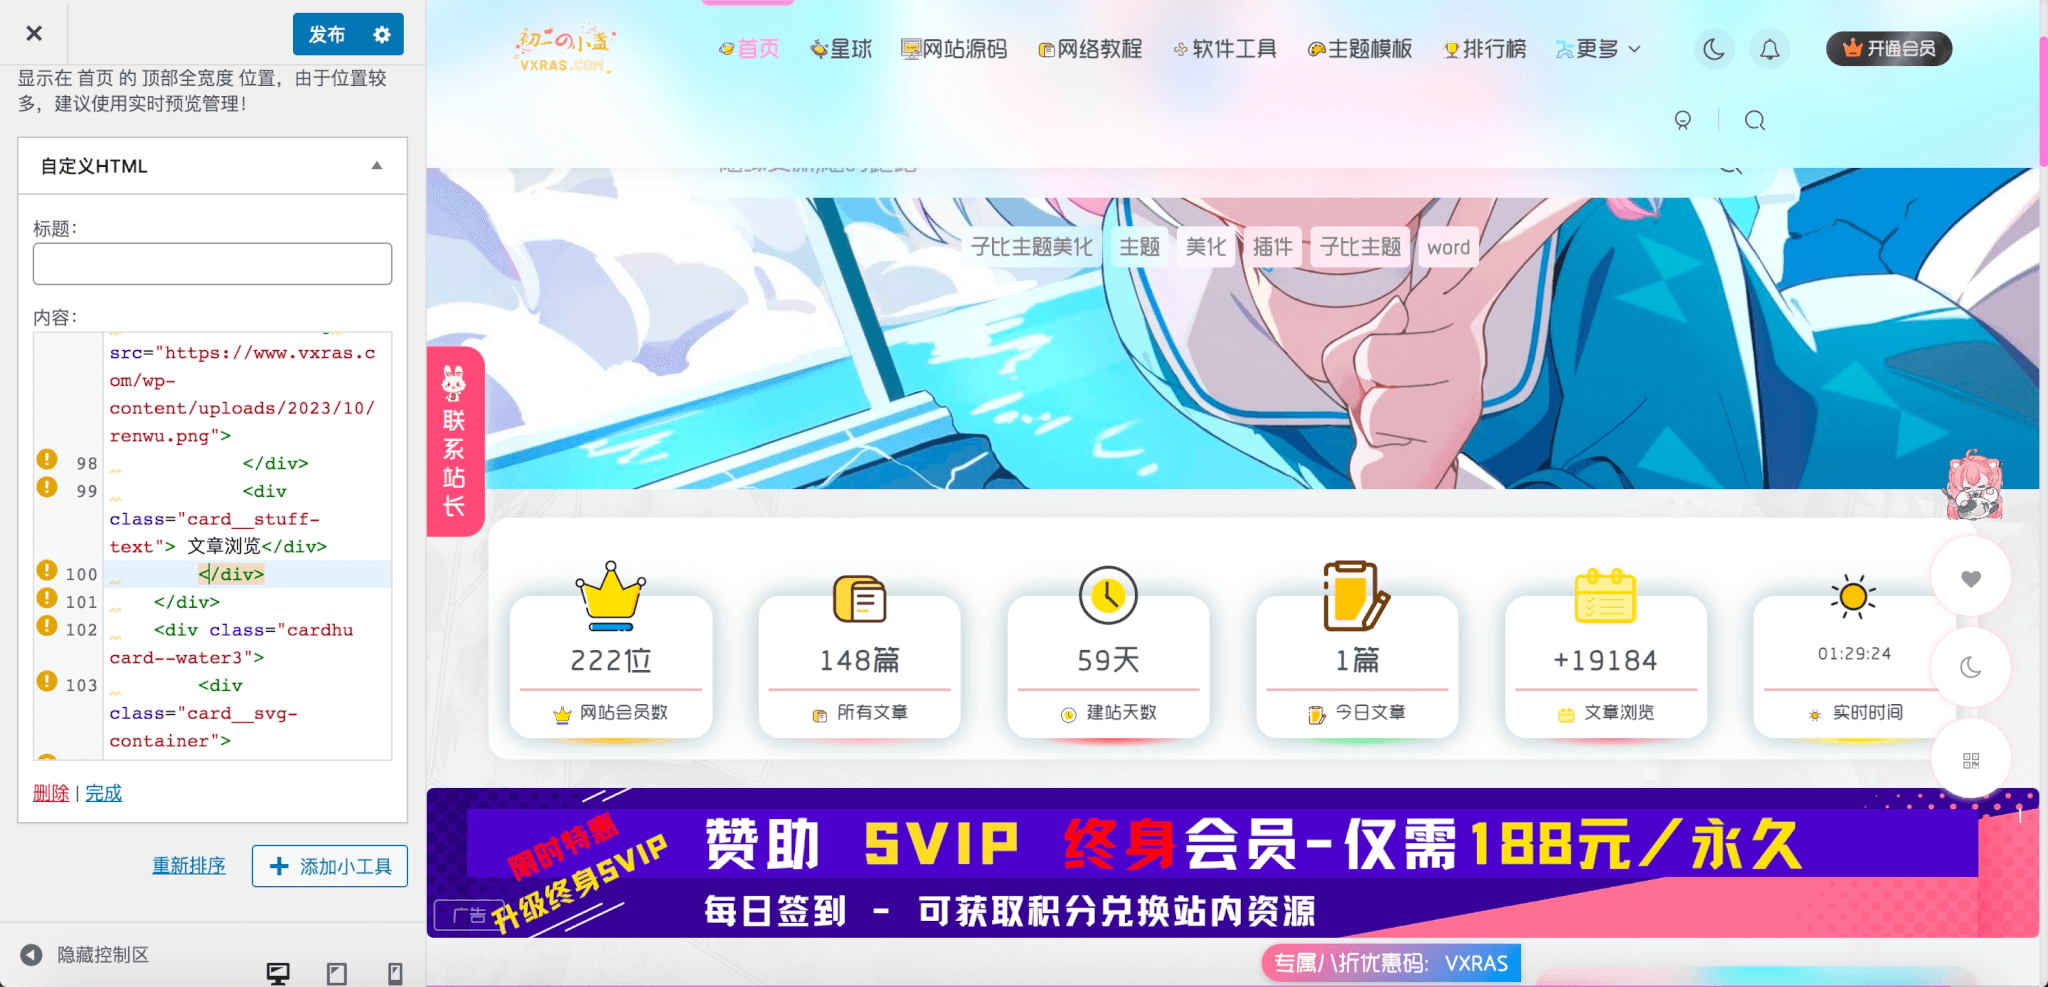 发布
显示在 首页 的 顶部全宽度 位置，由于位置较
多，建议使用实时预览管理！
自定义HTML
标题：
内容：
src="https://www.vxras.c
om/wp-
content/uploads/2023/10/
renwu.png">
98 </div>
99 <div
class="card__stuff-
text"> 文章浏览</div>
100 </div>
101 </div>
102 <div class="cardhu
card--water3">
103 <div
class="card__svg-
container">
删除 | 完成
重新排序
添加小工具
隐藏控制区
初二の小盏
VXRAS.COM
首页
星球
网站源码
网络教程
软件工具
主题模板
排行榜
更多
开通会员
子比主题美化
主题
美化
插件
子比主题
word
联系站长
222位
网站会员数
148篇
所有文章
59天
建站天数
1篇
今日文章
+19184
文章浏览
01:29:24
实时时间
限时特惠
升级终身SVIP
赞助 SVIP 终身会员-仅需188元/永久
每日签到 - 可获取积分兑换站内资源
广告
专属八折优惠码： VXRAS